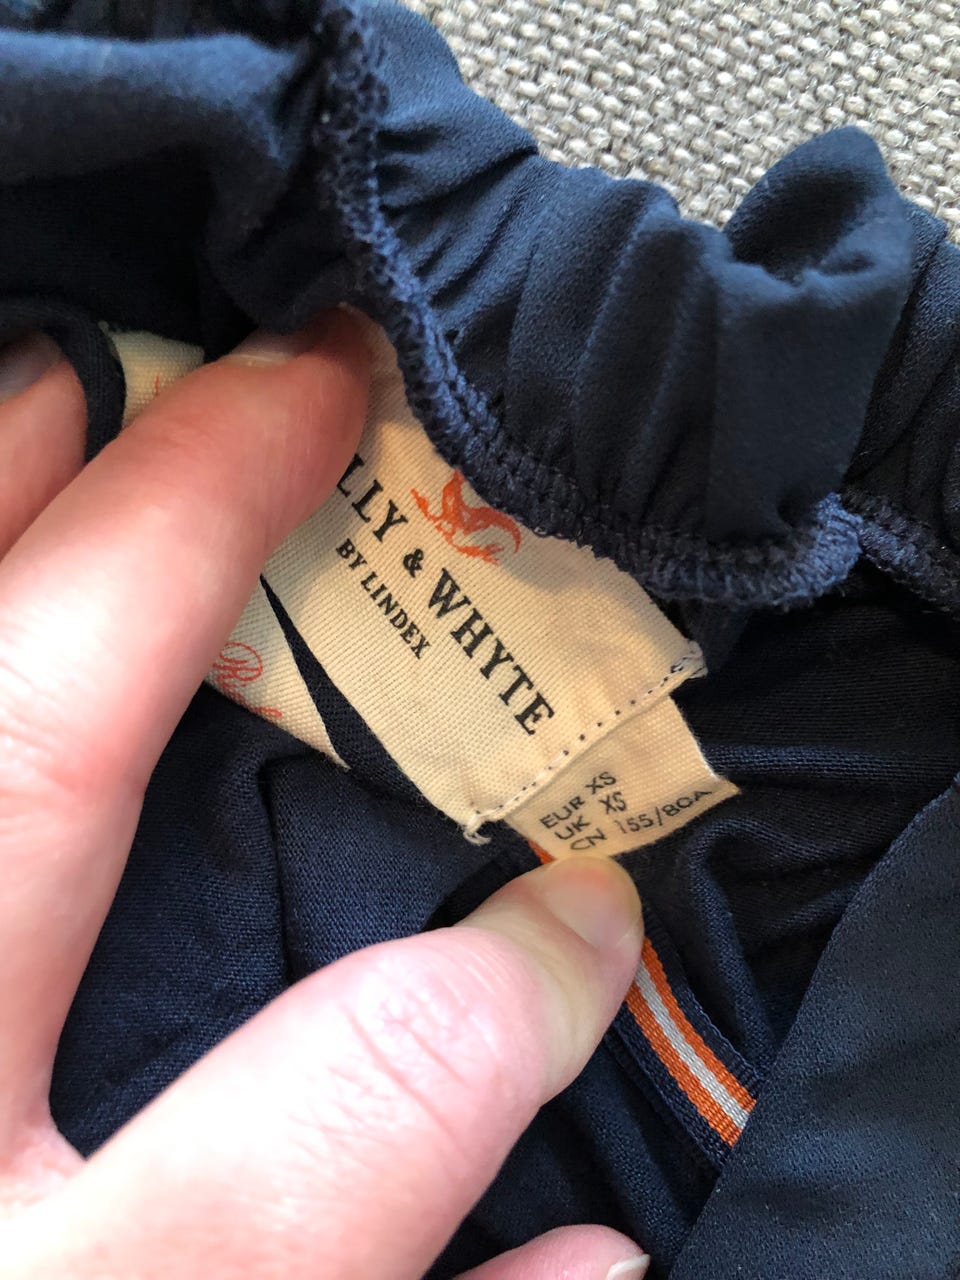 LLY & WHYTE
BY LINDEX
EUR XS
UK XS
CN 155/80A